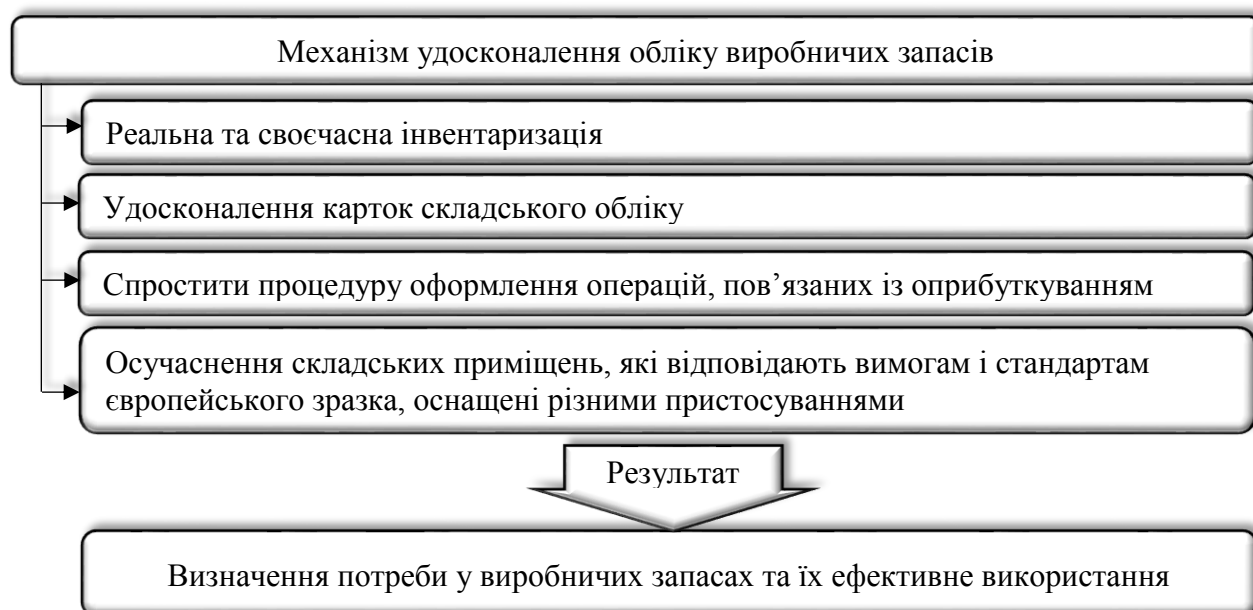 Механізм удосконалення обліку виробничих запасів
Реальна та своєчасна інвентаризація
Удосконалення карток складського обліку
Спростити процедуру оформлення операцій, пов’язаних із оприбуткуванням
Осучаснення складських приміщень, які відповідають вимогам і стандартам
європейського зразка, оснащені різними пристосуваннями
Результат
Визначення потреби у виробничих запасах та їх ефективне використання